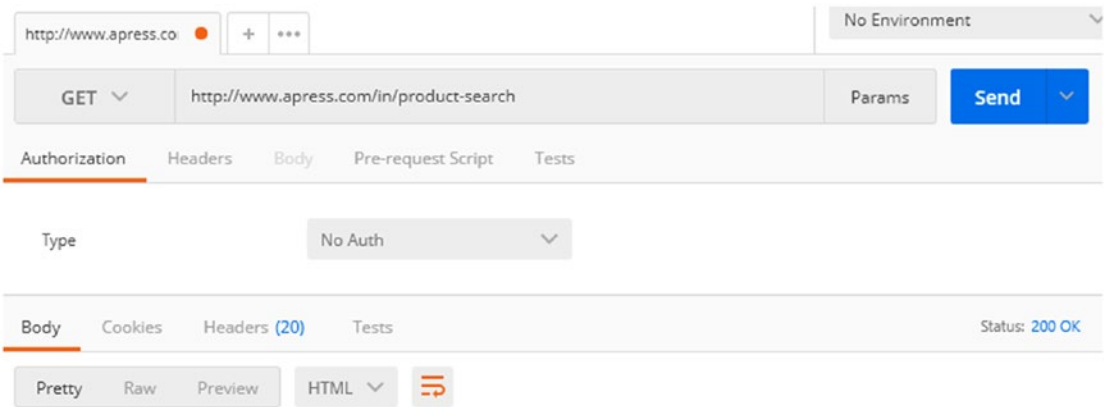 http://www.apress.co
No Environment
GET http://www.apress.com/in/product-search Params Send
Authorization Headers Body Pre-request Script Tests
Type No Auth
Body Cookies Headers (20) Tests Status: 200 OK
Pretty Raw Preview HTML